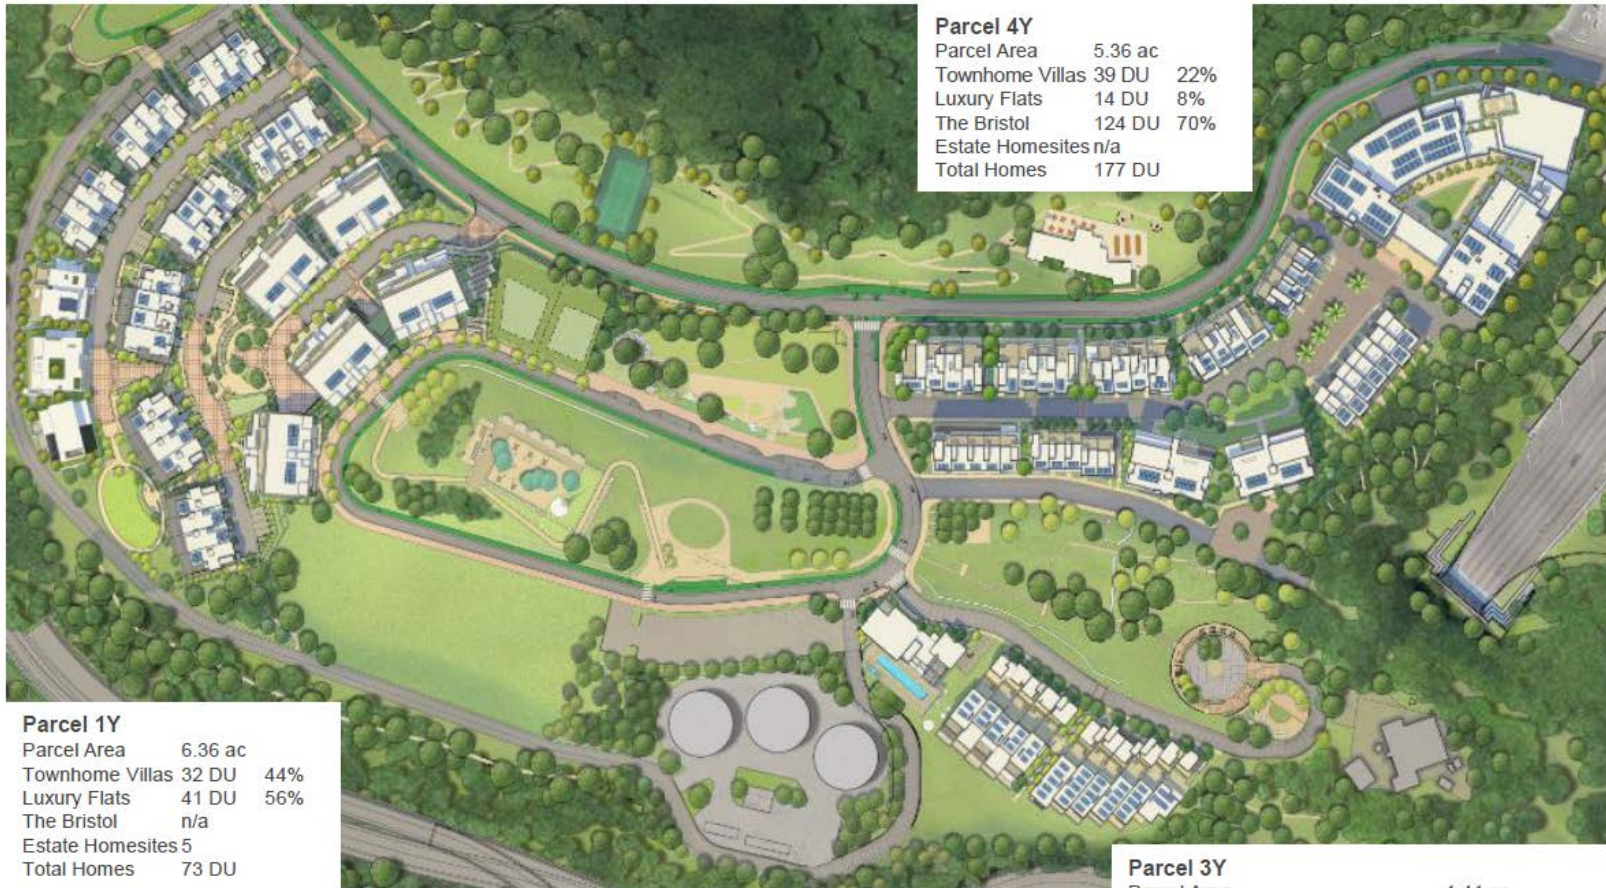 Parcel 4Y
Parcel Area 5.36 ac
Townhome Villas 39 DU 22%
Luxury Flats 14 DU 8%
The Bristol 124 DU 70%
Estate Homesites n/a
Total Homes 177 DU
Parcel 1Y
Parcel Area 6.36 ac
Townhome Villas 32 DU 44%
Luxury Flats 41 DU 56%
The Bristol n/a
Estate Homesites 5
Total Homes 73 DU
Parcel 3Y